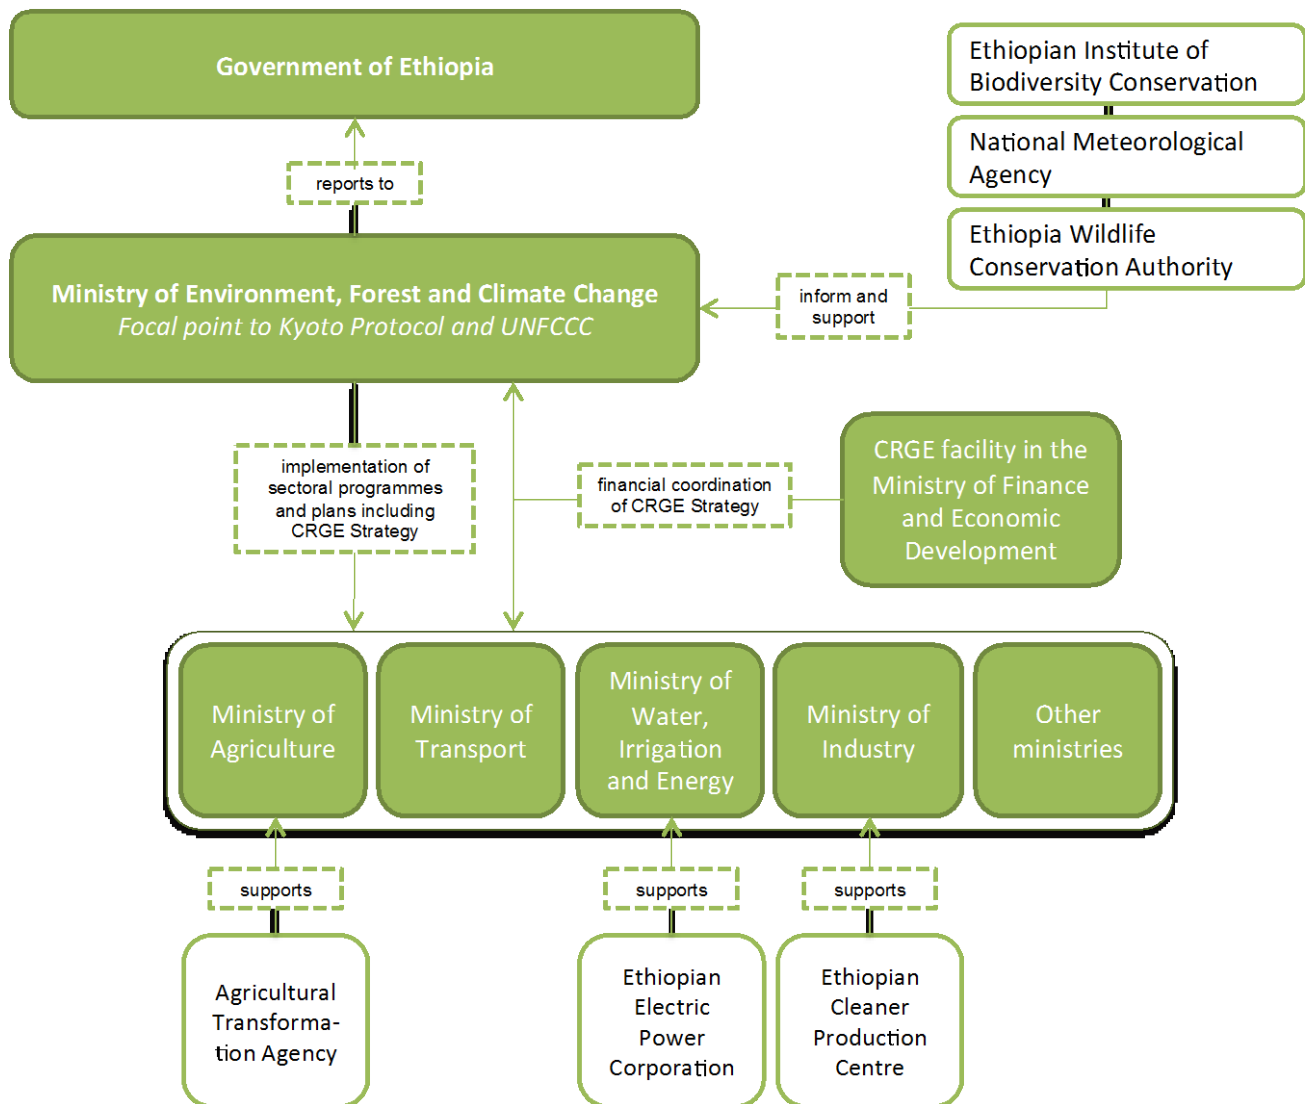 Government of Ethiopia
Ethiopian Institute of
Biodiversity Conservation
National Meteorological
Agency
Ethiopia Wildlife
Conservation Authority
reports to
Ministry of Environment, Forest and Climate Change
Focal point to Kyoto Protocol and UNFCCC
inform and
support
implementation of
sectoral programmes
and plans including
CRGE Strategy
financial coordination
of CRGE Strategy
CRGE facility in the
Ministry of Finance
and Economic
Development
Ministry of
Agriculture
Ministry of
Transport
Ministry of
Water,
Irrigation
and Energy
Ministry of
Industry
Other
ministries
supports
supports
supports
Agricultural
Transforma-
tion Agency
Ethiopian
Electric
Power
Corporation
Ethiopian
Cleaner
Production
Centre